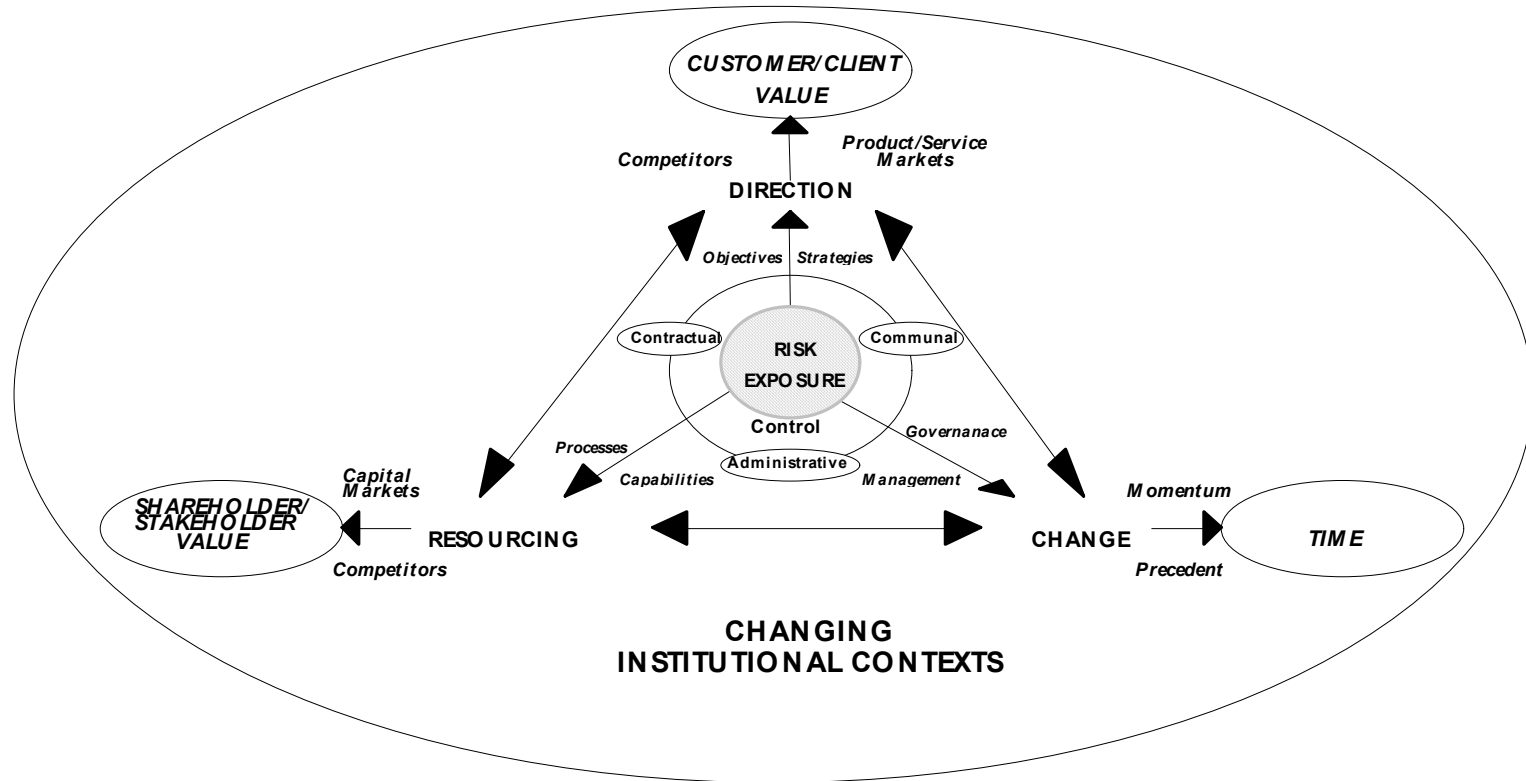 CUSTOMER/CLIENT
VALUE
Competitors
Product/Service
Markets
DIRECTION
Objectives
Strategies
Contractual
Communal
RISK
EXPOSURE
Control
Administrative
Processes
Capabilities
Governanace
Management
Capital
Markets
SHAREHOLDER/
STAKEHOLDER
VALUE
RESOURCING
Competitors
CHANGE
Momentum
Precedent
TIME
CHANGING
INSTITUTIONAL CONTEXTS